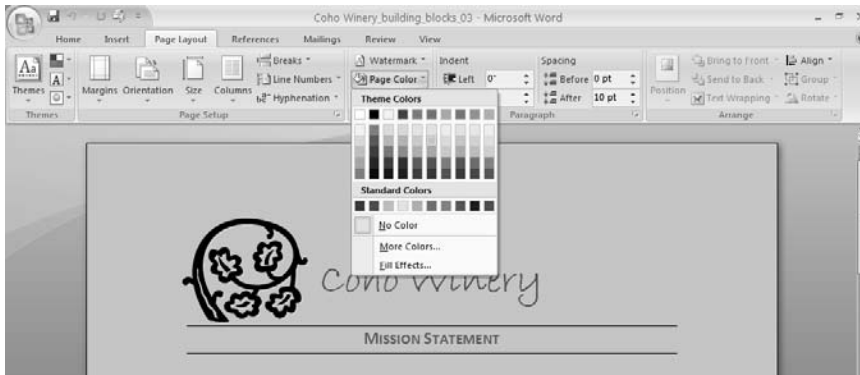 Coho Winery_building_blocks_03 - Microsoft Word
Home Insert Page Layout References Mailings Review View
Themes
Margins Orientation Size Columns
Breaks
Line Numbers
Hyphenation
Watermark
Page Color
Indent
Left 0"
Spacing
Before 0 pt
After 10 pt
Position
Bring to Front
Send to Back
Text Wrapping
Align
Group
Rotate
Themes Page Setup Paragraph Arrange
Theme Colors
Standard Colors
No Color
More Colors...
Fill Effects...
Coho Winery
MISSION STATEMENT